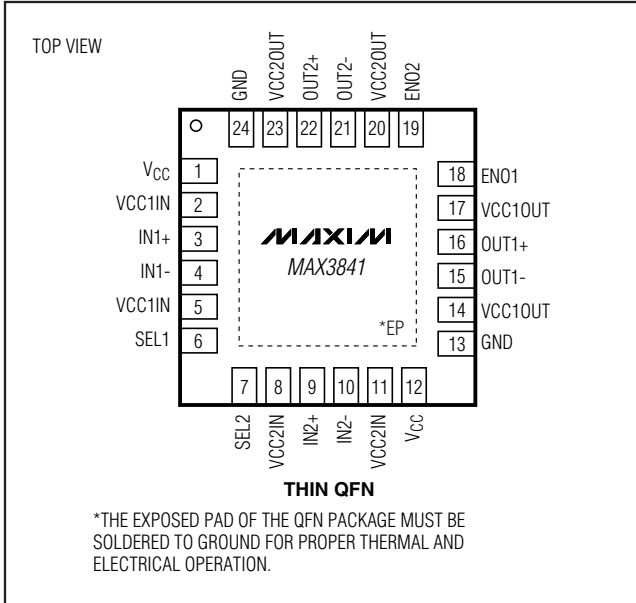 TOP VIEW
GND
VCC2OUT
OUT2+
OUT2-
VCC2OUT
ENO2
24 23 22 21 20 19
VCC 1
VCC1IN 2
IN1+ 3
IN1- 4
VCC1IN 5
SEL1 6
MAXIM
MAX3841
*EP
18 ENO1
17 VCC1OUT
16 OUT1+
15 OUT1-
14 VCC1OUT
13 GND
7 8 9 10 11 12
SEL2
VCC2IN
IN2+
IN2-
VCC2IN
VCC
THIN QFN
*THE EXPOSED PAD OF THE QFN PACKAGE MUST BE
SOLDERED TO GROUND FOR PROPER THERMAL AND
ELECTRICAL OPERATION.